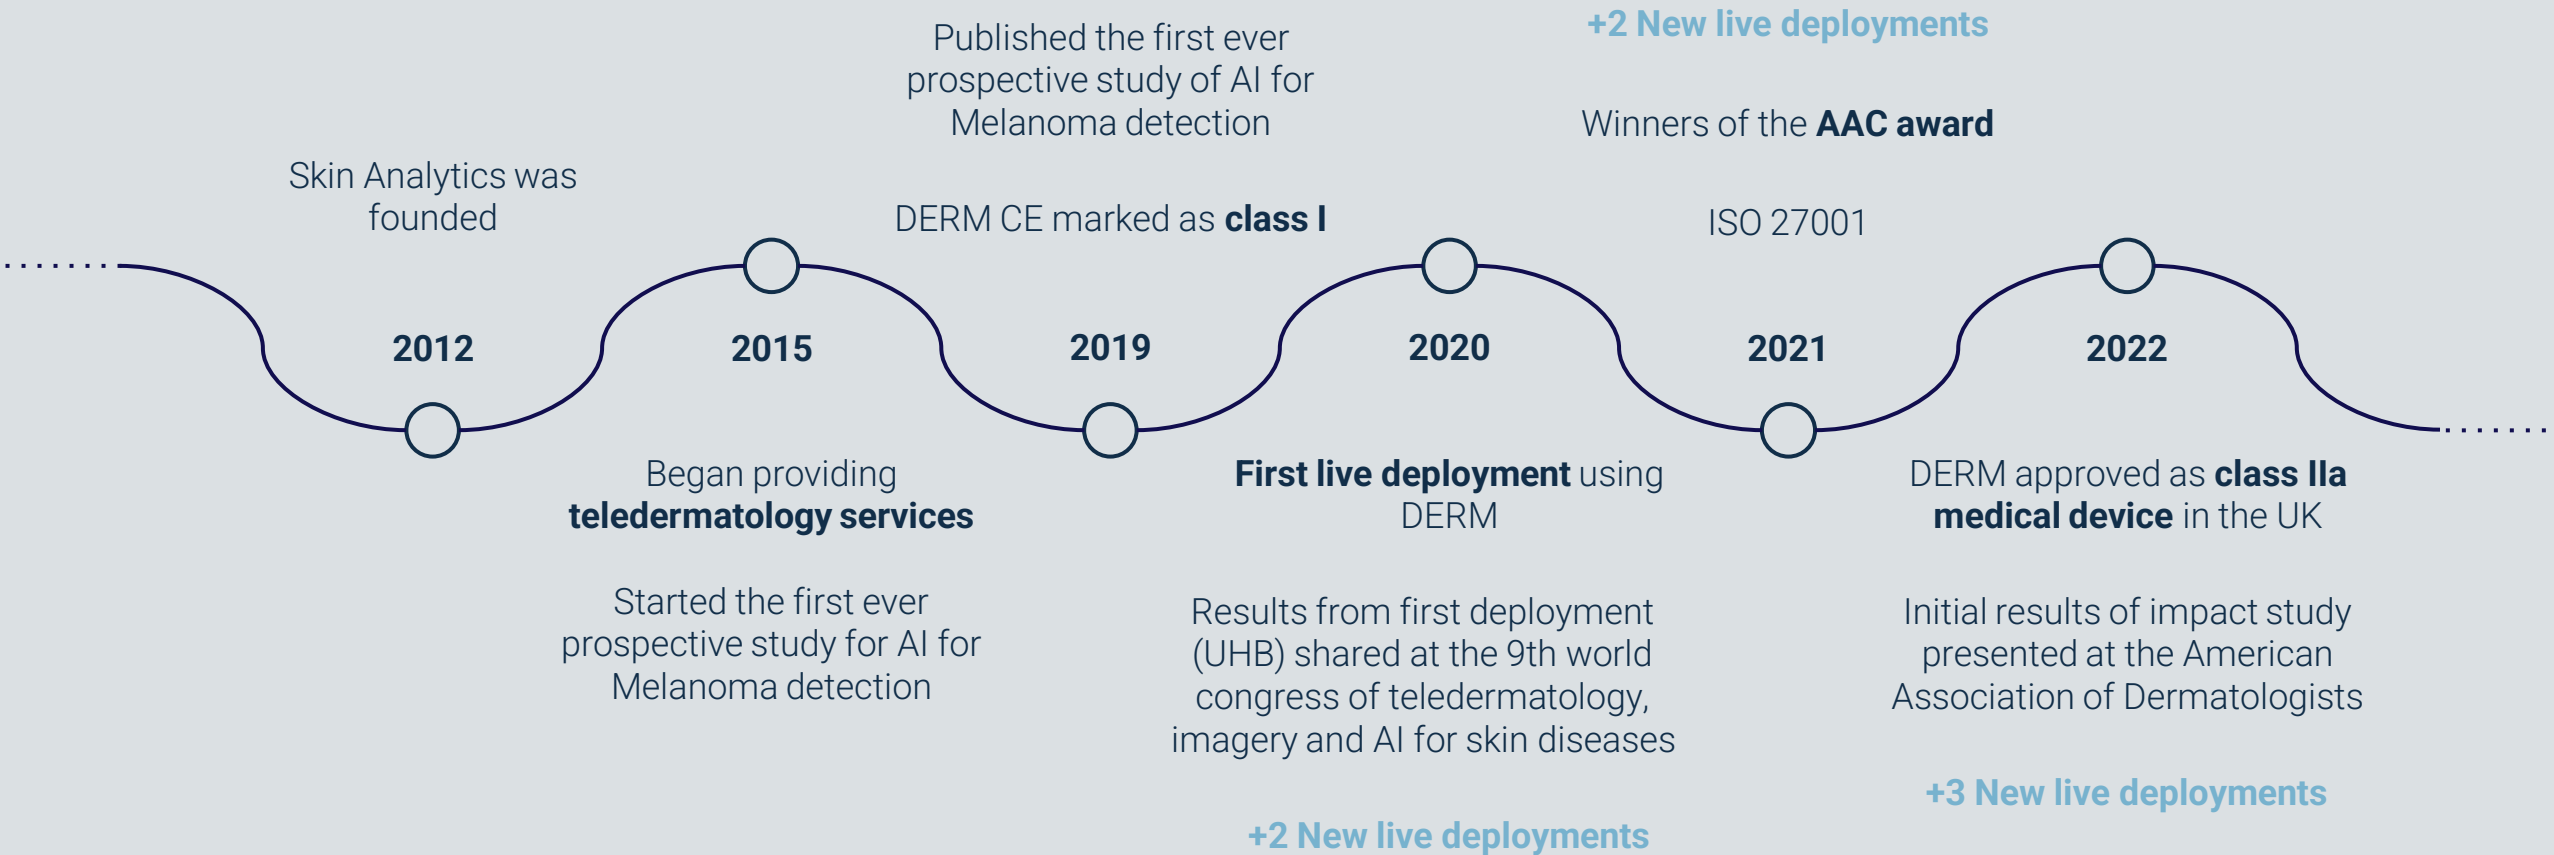 Skin Analytics was
founded
2012
2015
Began providing
teledermatology services
Started the first ever
prospective study for AI for
Melanoma detection
Published the first ever
prospective study of AI for
Melanoma detection
DERM CE marked as class I
2019
2020
First live deployment using
DERM
Results from first deployment
(UHB) shared at the 9th world
congress of teledermatology,
imagery and AI for skin diseases
+2 New live deployments
+2 New live deployments
Winners of the AAC award
ISO 27001
2021
2022
DERM approved as class IIa
medical device in the UK
Initial results of impact study
presented at the American
Association of Dermatologists
+3 New live deployments